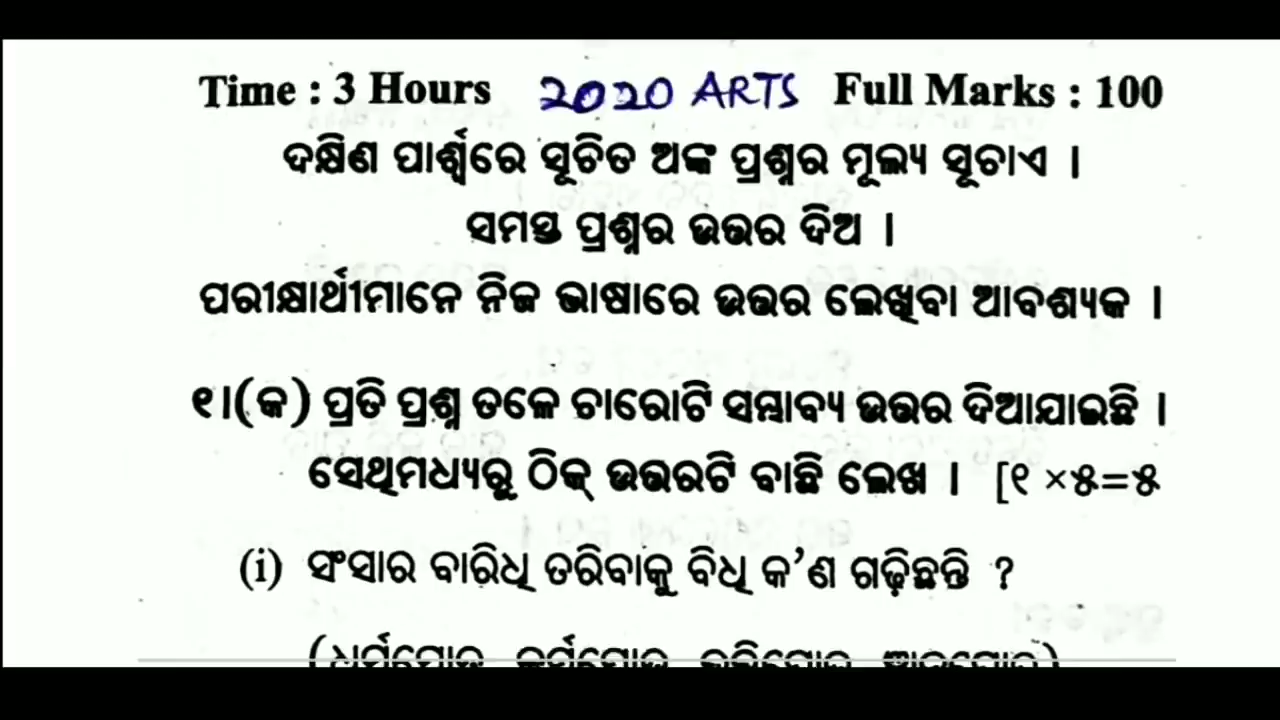 Time : 3 Hours 2020 ARTS Full Marks : 100
ଦକ୍ଷିଣ ପାର୍ଶ୍ୱରେ ସୂଚିତ ଅଙ୍କ ପ୍ରଶ୍ନର ମୂଲ୍ୟ ସୂଚାଏ ।
ସମସ୍ତ ପ୍ରଶ୍ନର ଉତ୍ତର ଦିଅ ।
ପରୀକ୍ଷାର୍ଥୀମାନେ ନିଜ ଭାଷାରେ ଉତ୍ତର ଲେଖିବା ଆବଶ୍ୟକ ।
୧।(କ) ପ୍ରତି ପ୍ରଶ୍ନ ତଳେ ଚାରୋଟି ସମ୍ଭାବ୍ୟ ଉତ୍ତର ଦିଆଯାଇଛି ।
ସେଥିମଧ୍ୟରୁ ଠିକ୍ ଉତ୍ତରଟି ବାଛି ଲେଖ । [୧ ×୫=୫
(i) ସଂସାର ବାରିଧି ତରିବାକୁ ବିଧି କ'ଣ ଗଢ଼ିଛନ୍ତି ?